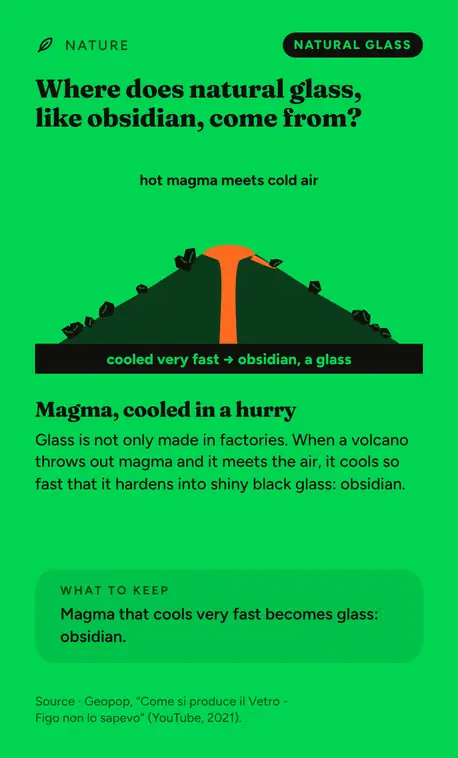 NATURE
NATURAL GLASS
Where does natural glass,
like obsidian, come from?
hot magma meets cold air
cooled very fast → obsidian, a glass
Magma, cooled in a hurry
Glass is not only made in factories. When a volcano
throws out magma and it meets the air, it cools so
fast that it hardens into shiny black glass: obsidian.
WHAT TO KEEP
Magma that cools very fast becomes glass:
obsidian.
Source · Geopop, “Come si produce il Vetro -
Figo non lo sapevo” (YouTube, 2021).